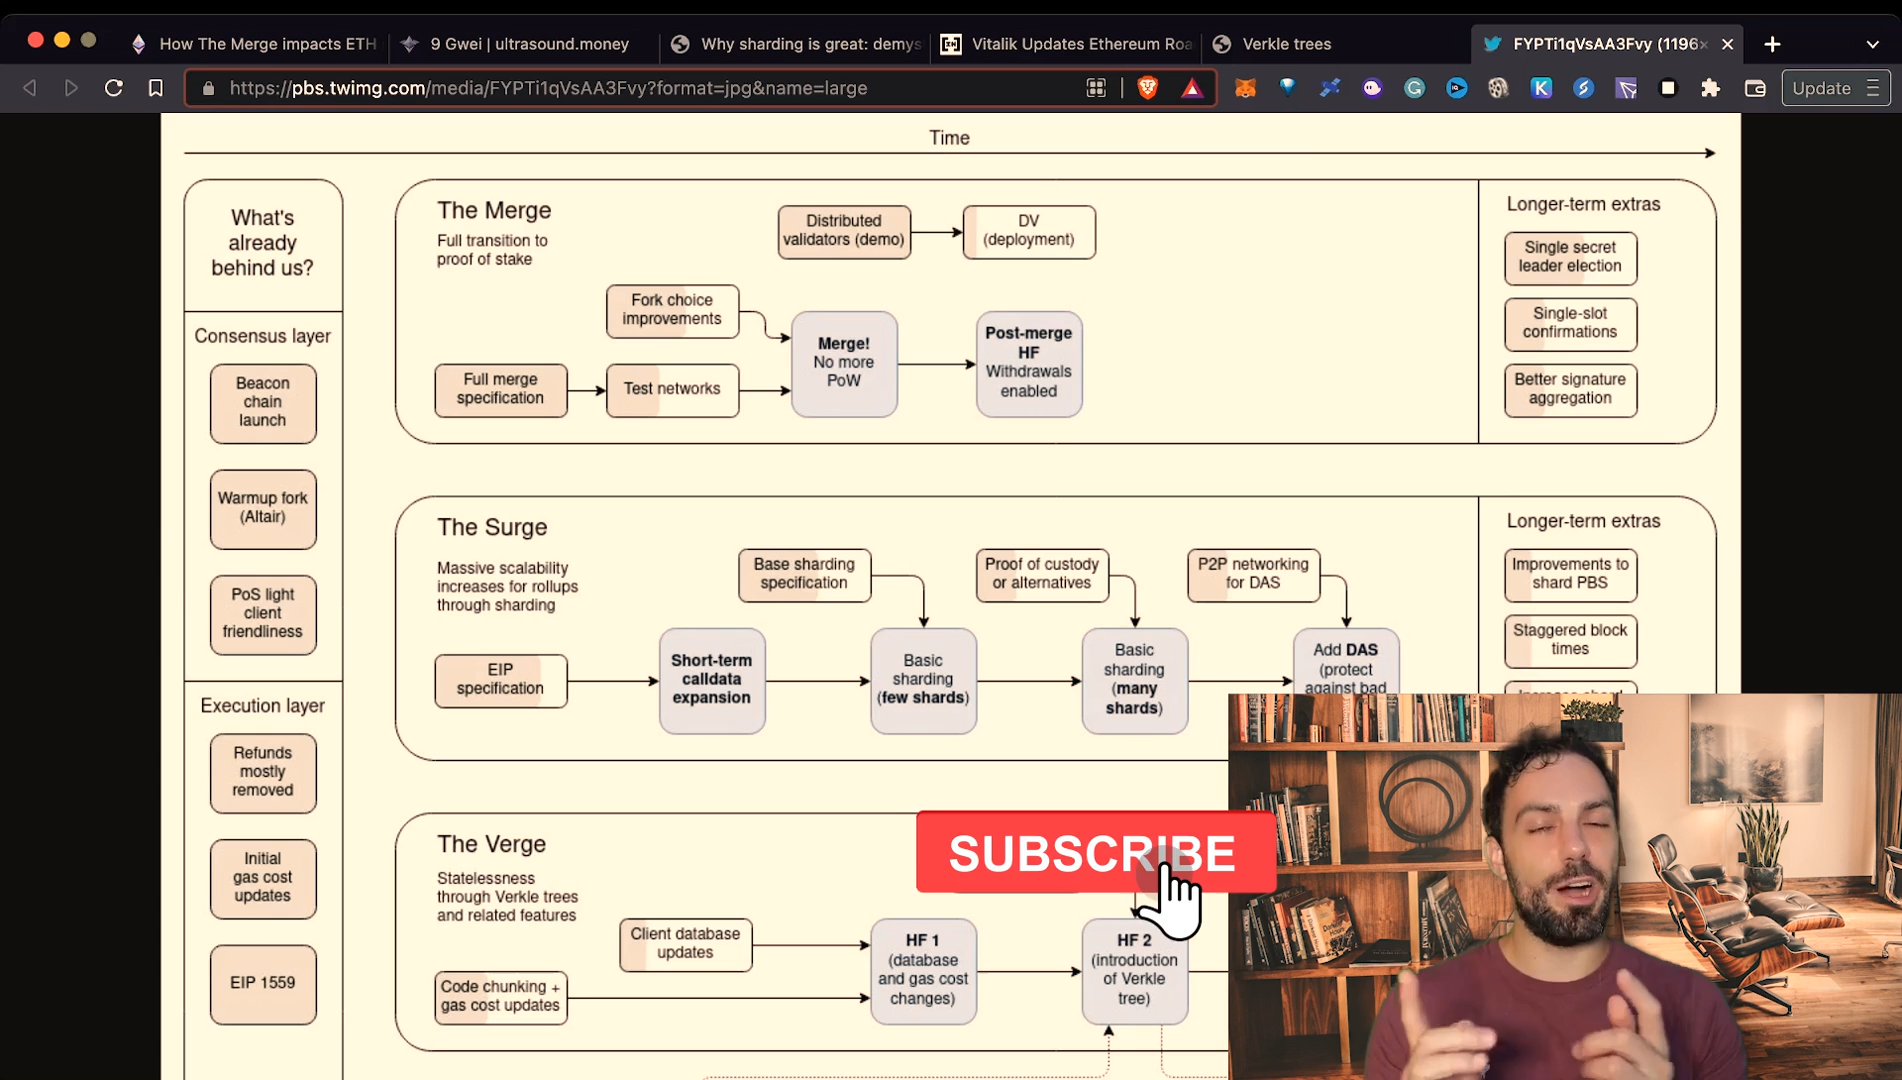 How The Merge impacts ETH
9 Gwei | ultrasound.money
Why sharding is great: demys
Vitalik Updates Ethereum Roa
Verkle trees
FYPTi1qVsAA3Fvy (1196×
https://pbs.twimg.com/media/FYPTi1qVsAA3Fvy?format=jpg&name=large
Update
Time
What's
already
behind us?
Consensus layer
Beacon
chain
launch
Warmup fork
(Altair)
PoS light
client
friendliness
Execution layer
Refunds
mostly
removed
Initial
gas cost
updates
EIP 1559
The Merge
Full transition to
proof of stake
Distributed
validators (demo)
DV
(deployment)
Fork choice
improvements
Full merge
specification
Test networks
Merge!
No more
PoW
Post-merge
HF
Withdrawals
enabled
Longer-term extras
Single secret
leader election
Single-slot
confirmations
Better signature
aggregation
The Surge
Massive scalability
increases for rollups
through sharding
Base sharding
specification
Proof of custody
or alternatives
P2P networking
for DAS
EIP
specification
Short-term
calldata
expansion
Basic
sharding
(few shards)
Basic
sharding
(many
shards)
Add DAS
(protect
against bad
Longer-term extras
Improvements to
shard PBS
Staggered block
times
The Verge
Statelessness
through Verkle trees
and related features
Client database
updates
Code chunking +
gas cost updates
HF 1
(database
and gas cost
changes)
HF 2
(introduction
of Verkle
tree)
SUBSCRIBE